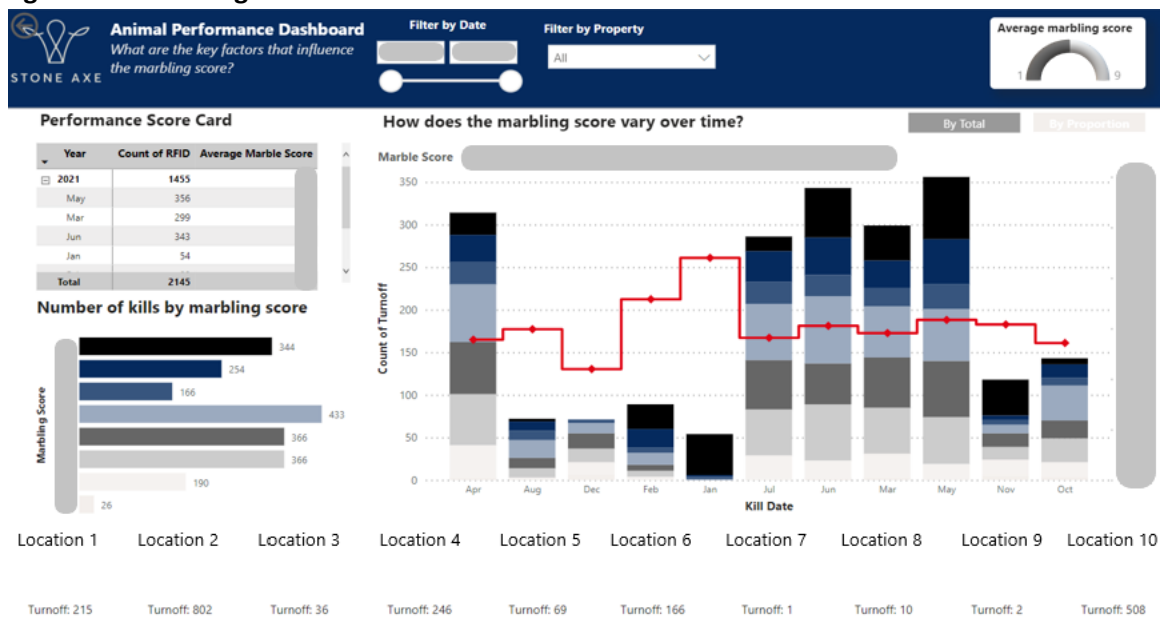 Animal Performance Dashboard
What are the key factors that influence
the marbling score?
STONE AXE
Filter by Date
Filter by Property
All
Average marbling score
1
9
Performance Score Card
Year Count of RFID Average Marble Score
2021 1455
May 356
Mar 299
Jun 343
Jan 54
Total 2145
Number of kills by marbling score
Marbling Score
344
254
166
433
366
366
190
26
How does the marbling score vary over time?
By Total
By Proportion
Marble Score
Count of Turnoff
350
300
250
200
150
100
50
0
Apr Aug Dec Feb Jan Jul Jun Mar May Nov Oct
Kill Date
Location 1 Location 2 Location 3 Location 4 Location 5 Location 6 Location 7 Location 8 Location 9 Location 10
Turnoff: 215 Turnoff: 802 Turnoff: 36 Turnoff: 246 Turnoff: 69 Turnoff: 166 Turnoff: 1 Turnoff: 10 Turnoff: 2 Turnoff: 508